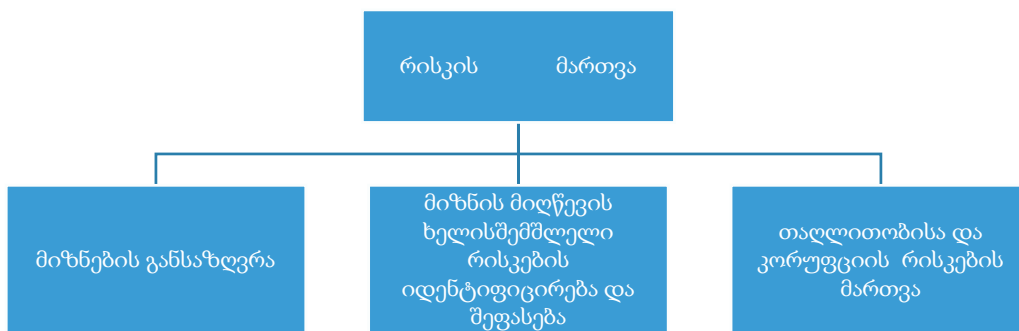 რისკის მართვა
მიზნების განსაზღვრა
მიზნის მიღწევის
ხელისშემშლელი
რისკების
იდენტიფიცირება და
შეფასება
თაღლითობისა და
კორუფციის რისკების
მართვა